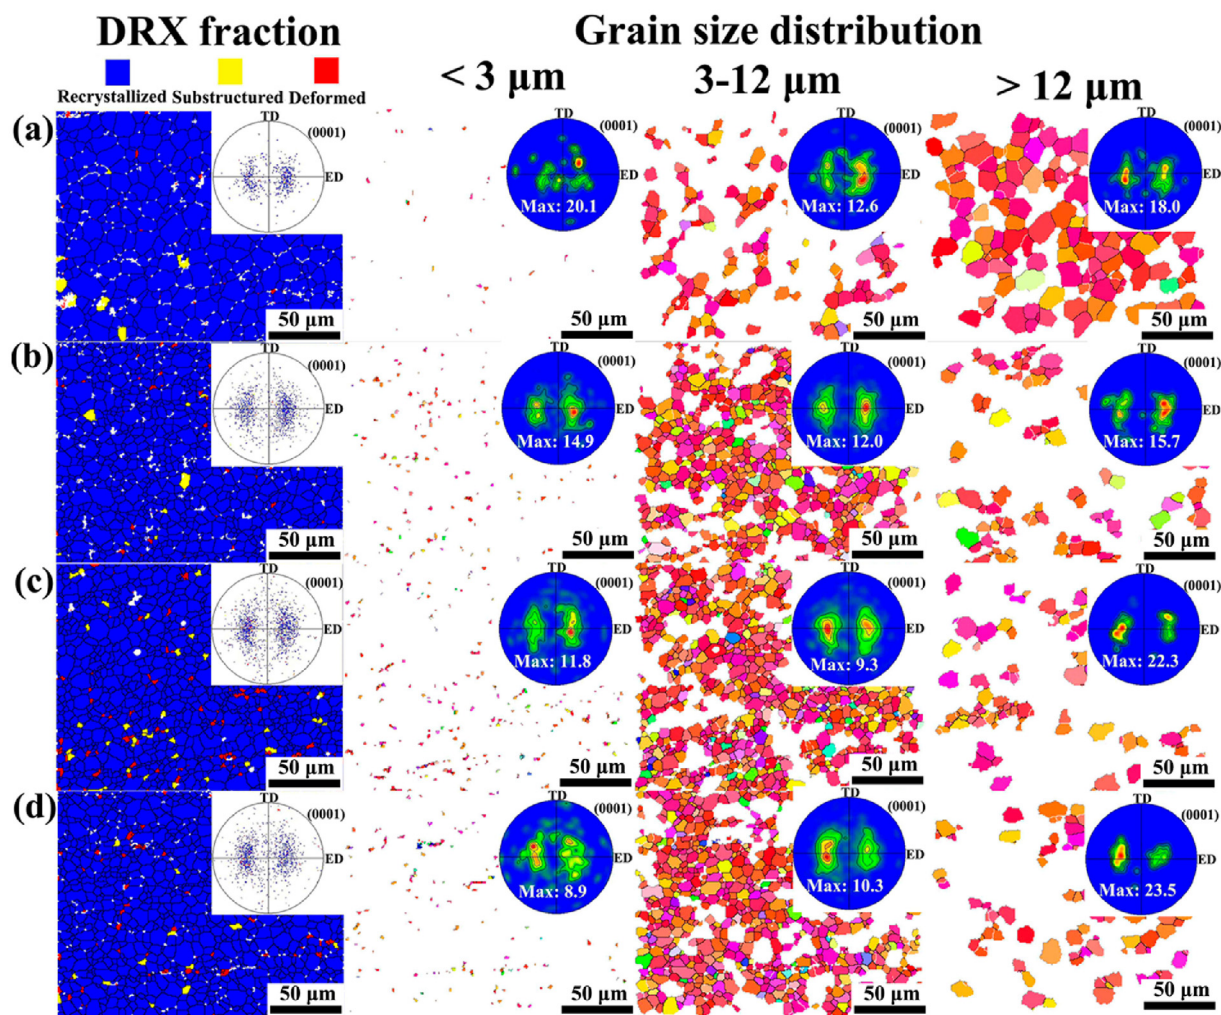 DRX fraction
Grain size distribution
Recrystallized Substructured Deformed
< 3 μm
3-12 μm
> 12 μm
(a)
TD
(0001)
ED
50 μm
TD
(0001)
ED
Max: 20.1
50 μm
TD
(0001)
ED
Max: 12.6
50 μm
TD
(0001)
ED
Max: 18.0
50 μm
(b)
TD
(0001)
ED
50 μm
TD
(0001)
ED
Max: 14.9
50 μm
TD
(0001)
ED
Max: 12.0
50 μm
TD
(0001)
ED
Max: 15.7
50 μm
(c)
TD
(0001)
ED
50 μm
TD
(0001)
ED
Max: 11.8
50 μm
TD
(0001)
ED
Max: 9.3
50 μm
TD
(0001)
ED
Max: 22.3
50 μm
(d)
TD
(0001)
ED
50 μm
TD
(0001)
ED
Max: 8.9
50 μm
TD
(0001)
ED
Max: 10.3
50 μm
TD
(0001)
ED
Max: 23.5
50 μm